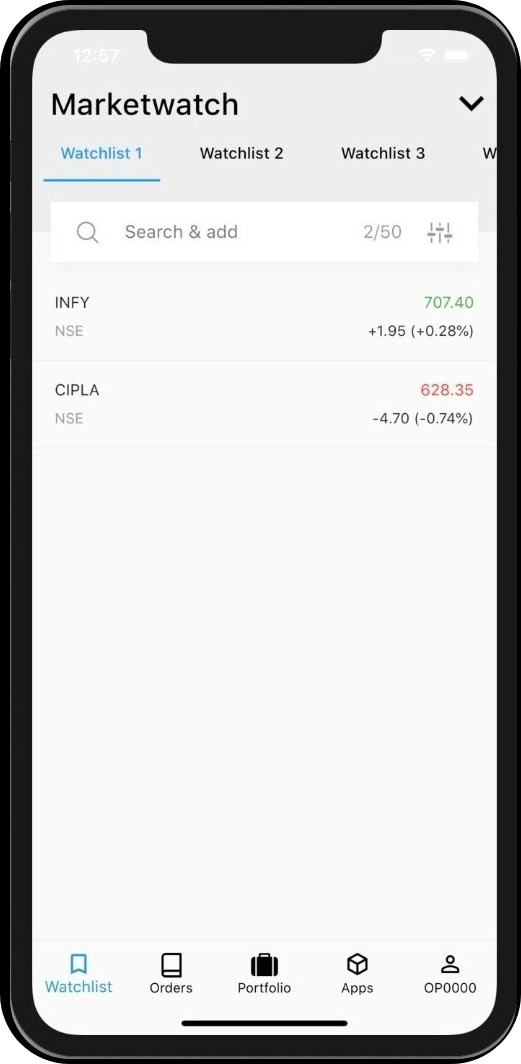 12:57
Marketwatch
Watchlist 1 Watchlist 2 Watchlist 3 W
Search & add 2/50
INFY 707.40
NSE +1.95 (+0.28%)
CIPLA 628.35
NSE -4.70 (-0.74%)
Watchlist Orders Portfolio Apps OP0000